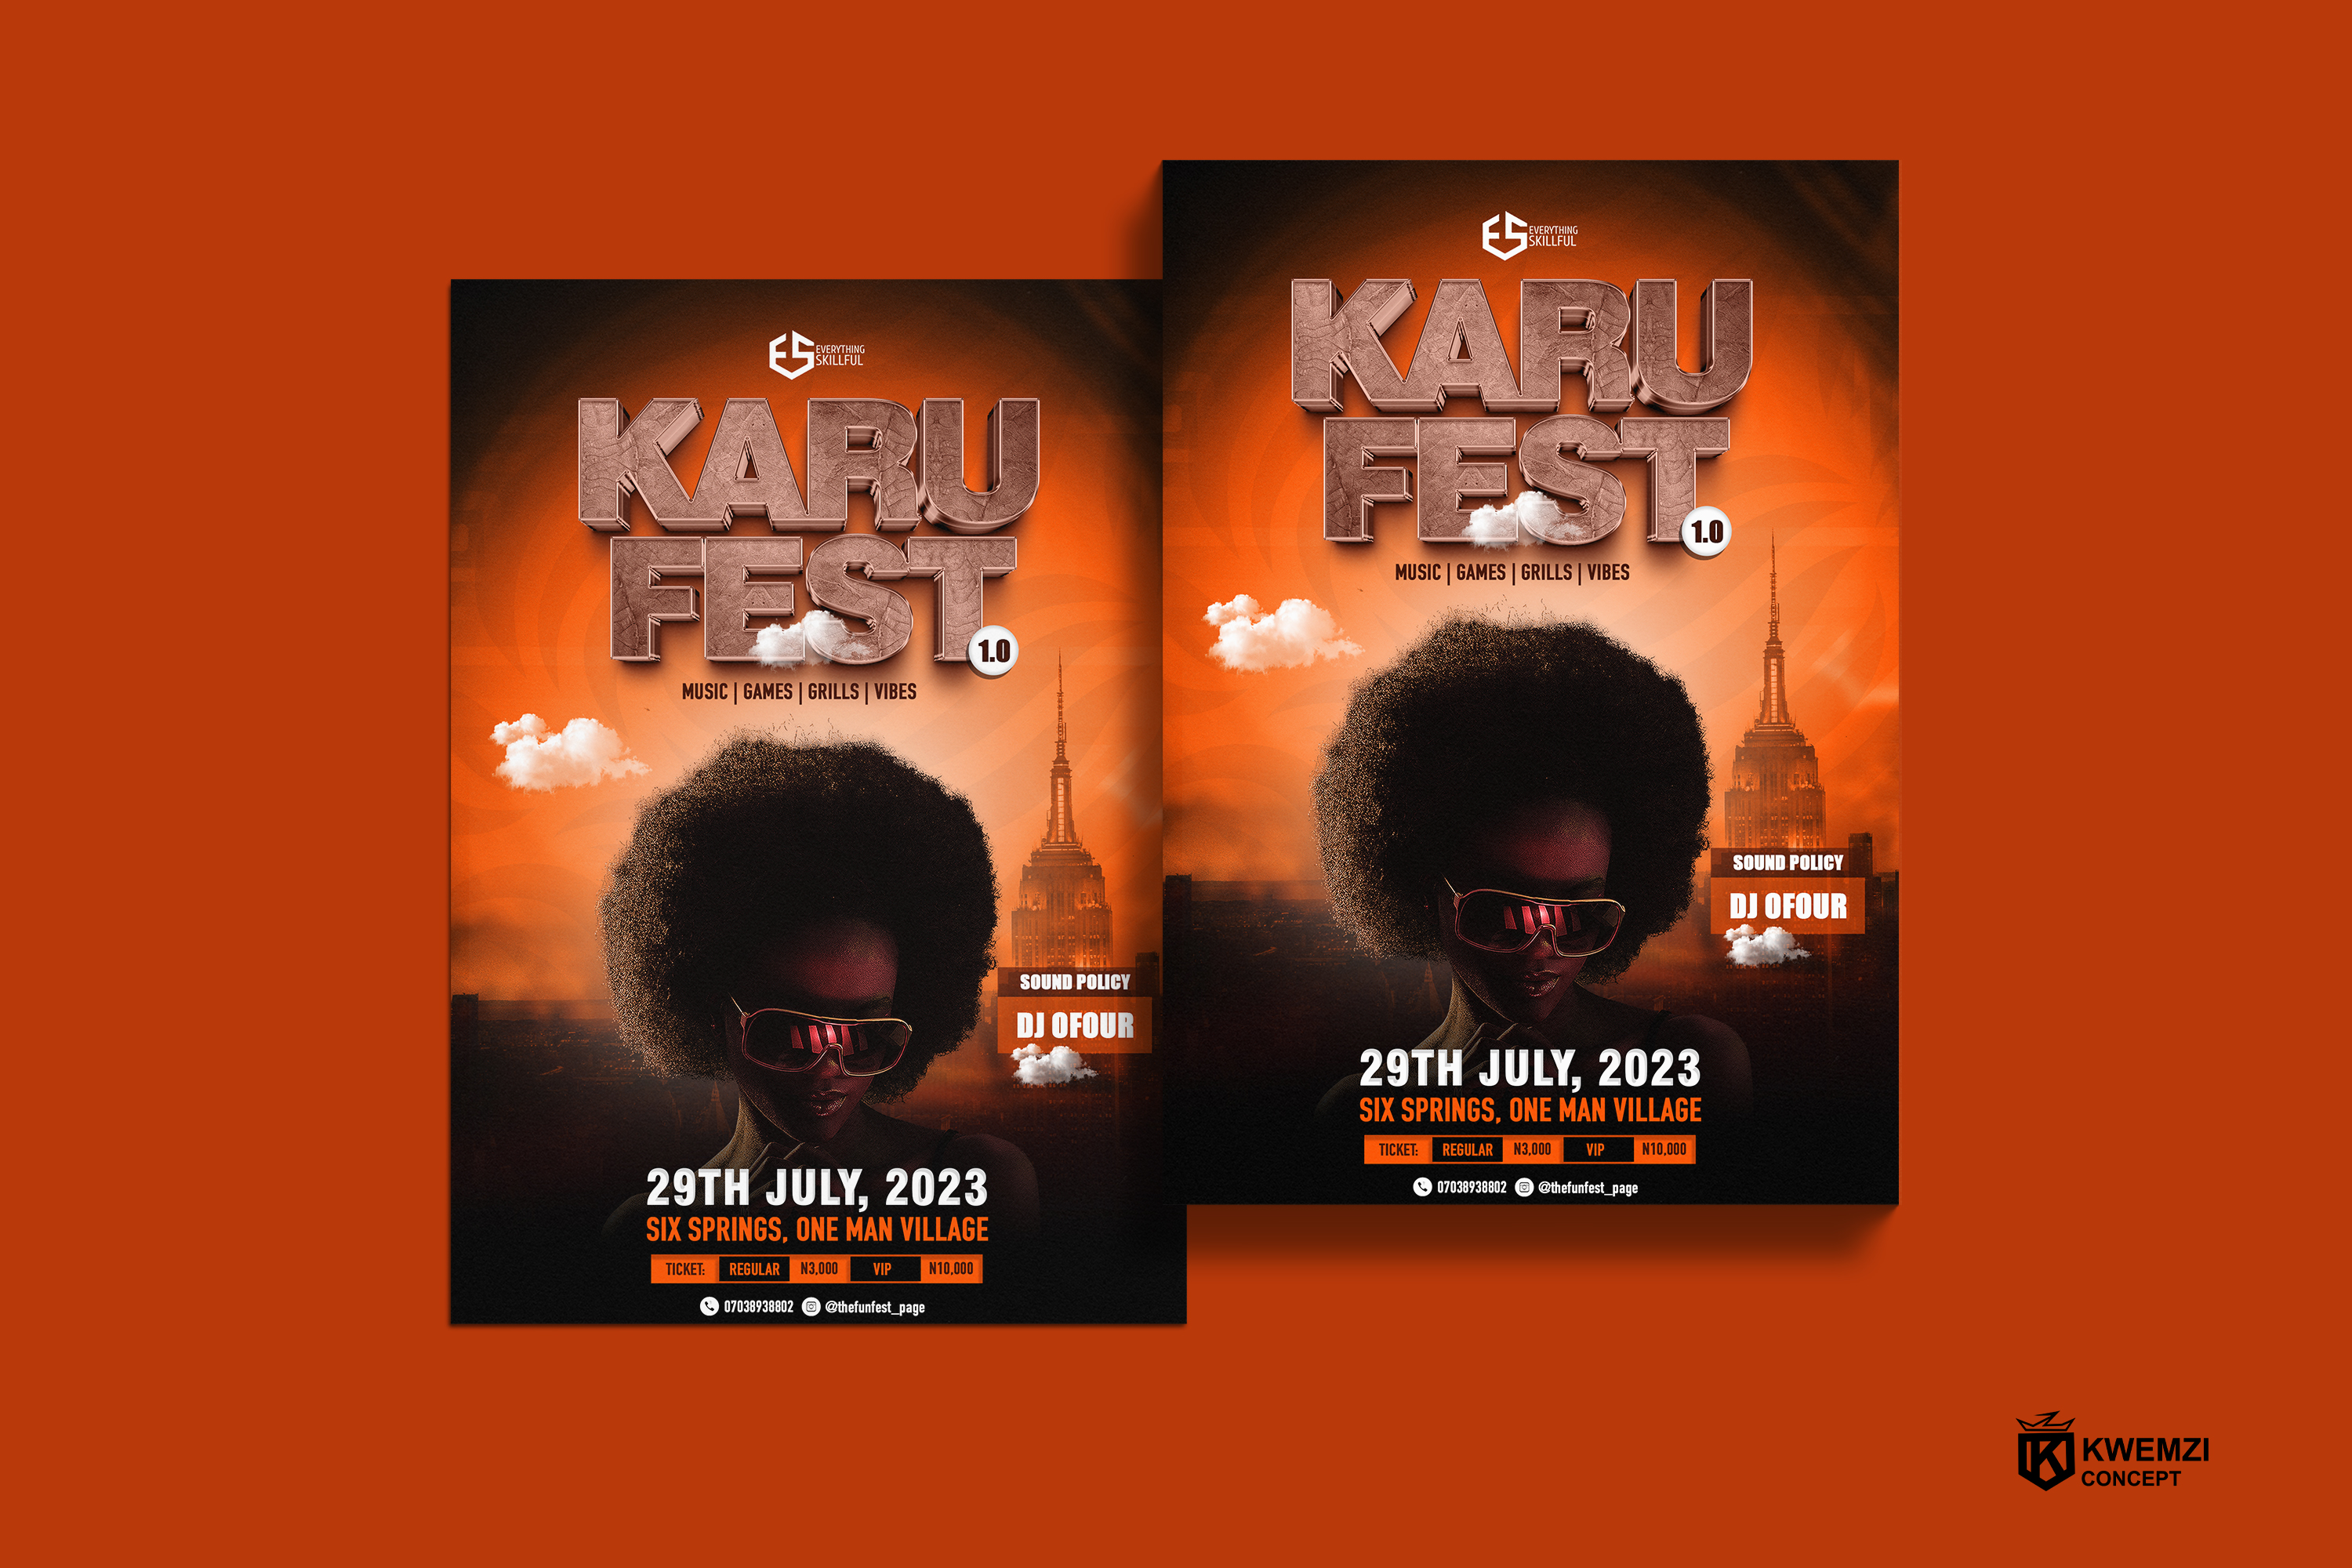 ES EVERYTHING
SKILLFUL
KARU
FEST
1.0
MUSIC | GAMES | GRILLS | VIBES
SOUND POLICY
DJ OFOUR
29TH JULY, 2023
SIX SPRINGS, ONE MAN VILLAGE
TICKET: REGULAR N3,000 VIP N10,000
07038938802 @thefunfest_page
ES EVERYTHING
SKILLFUL
KARU
FEST
1.0
MUSIC | GAMES | GRILLS | VIBES
SOUND POLICY
DJ OFOUR
29TH JULY, 2023
SIX SPRINGS, ONE MAN VILLAGE
TICKET: REGULAR N3,000 VIP N10,000
07038938802 @thefunfest_page
K KWEMZI
CONCEPT